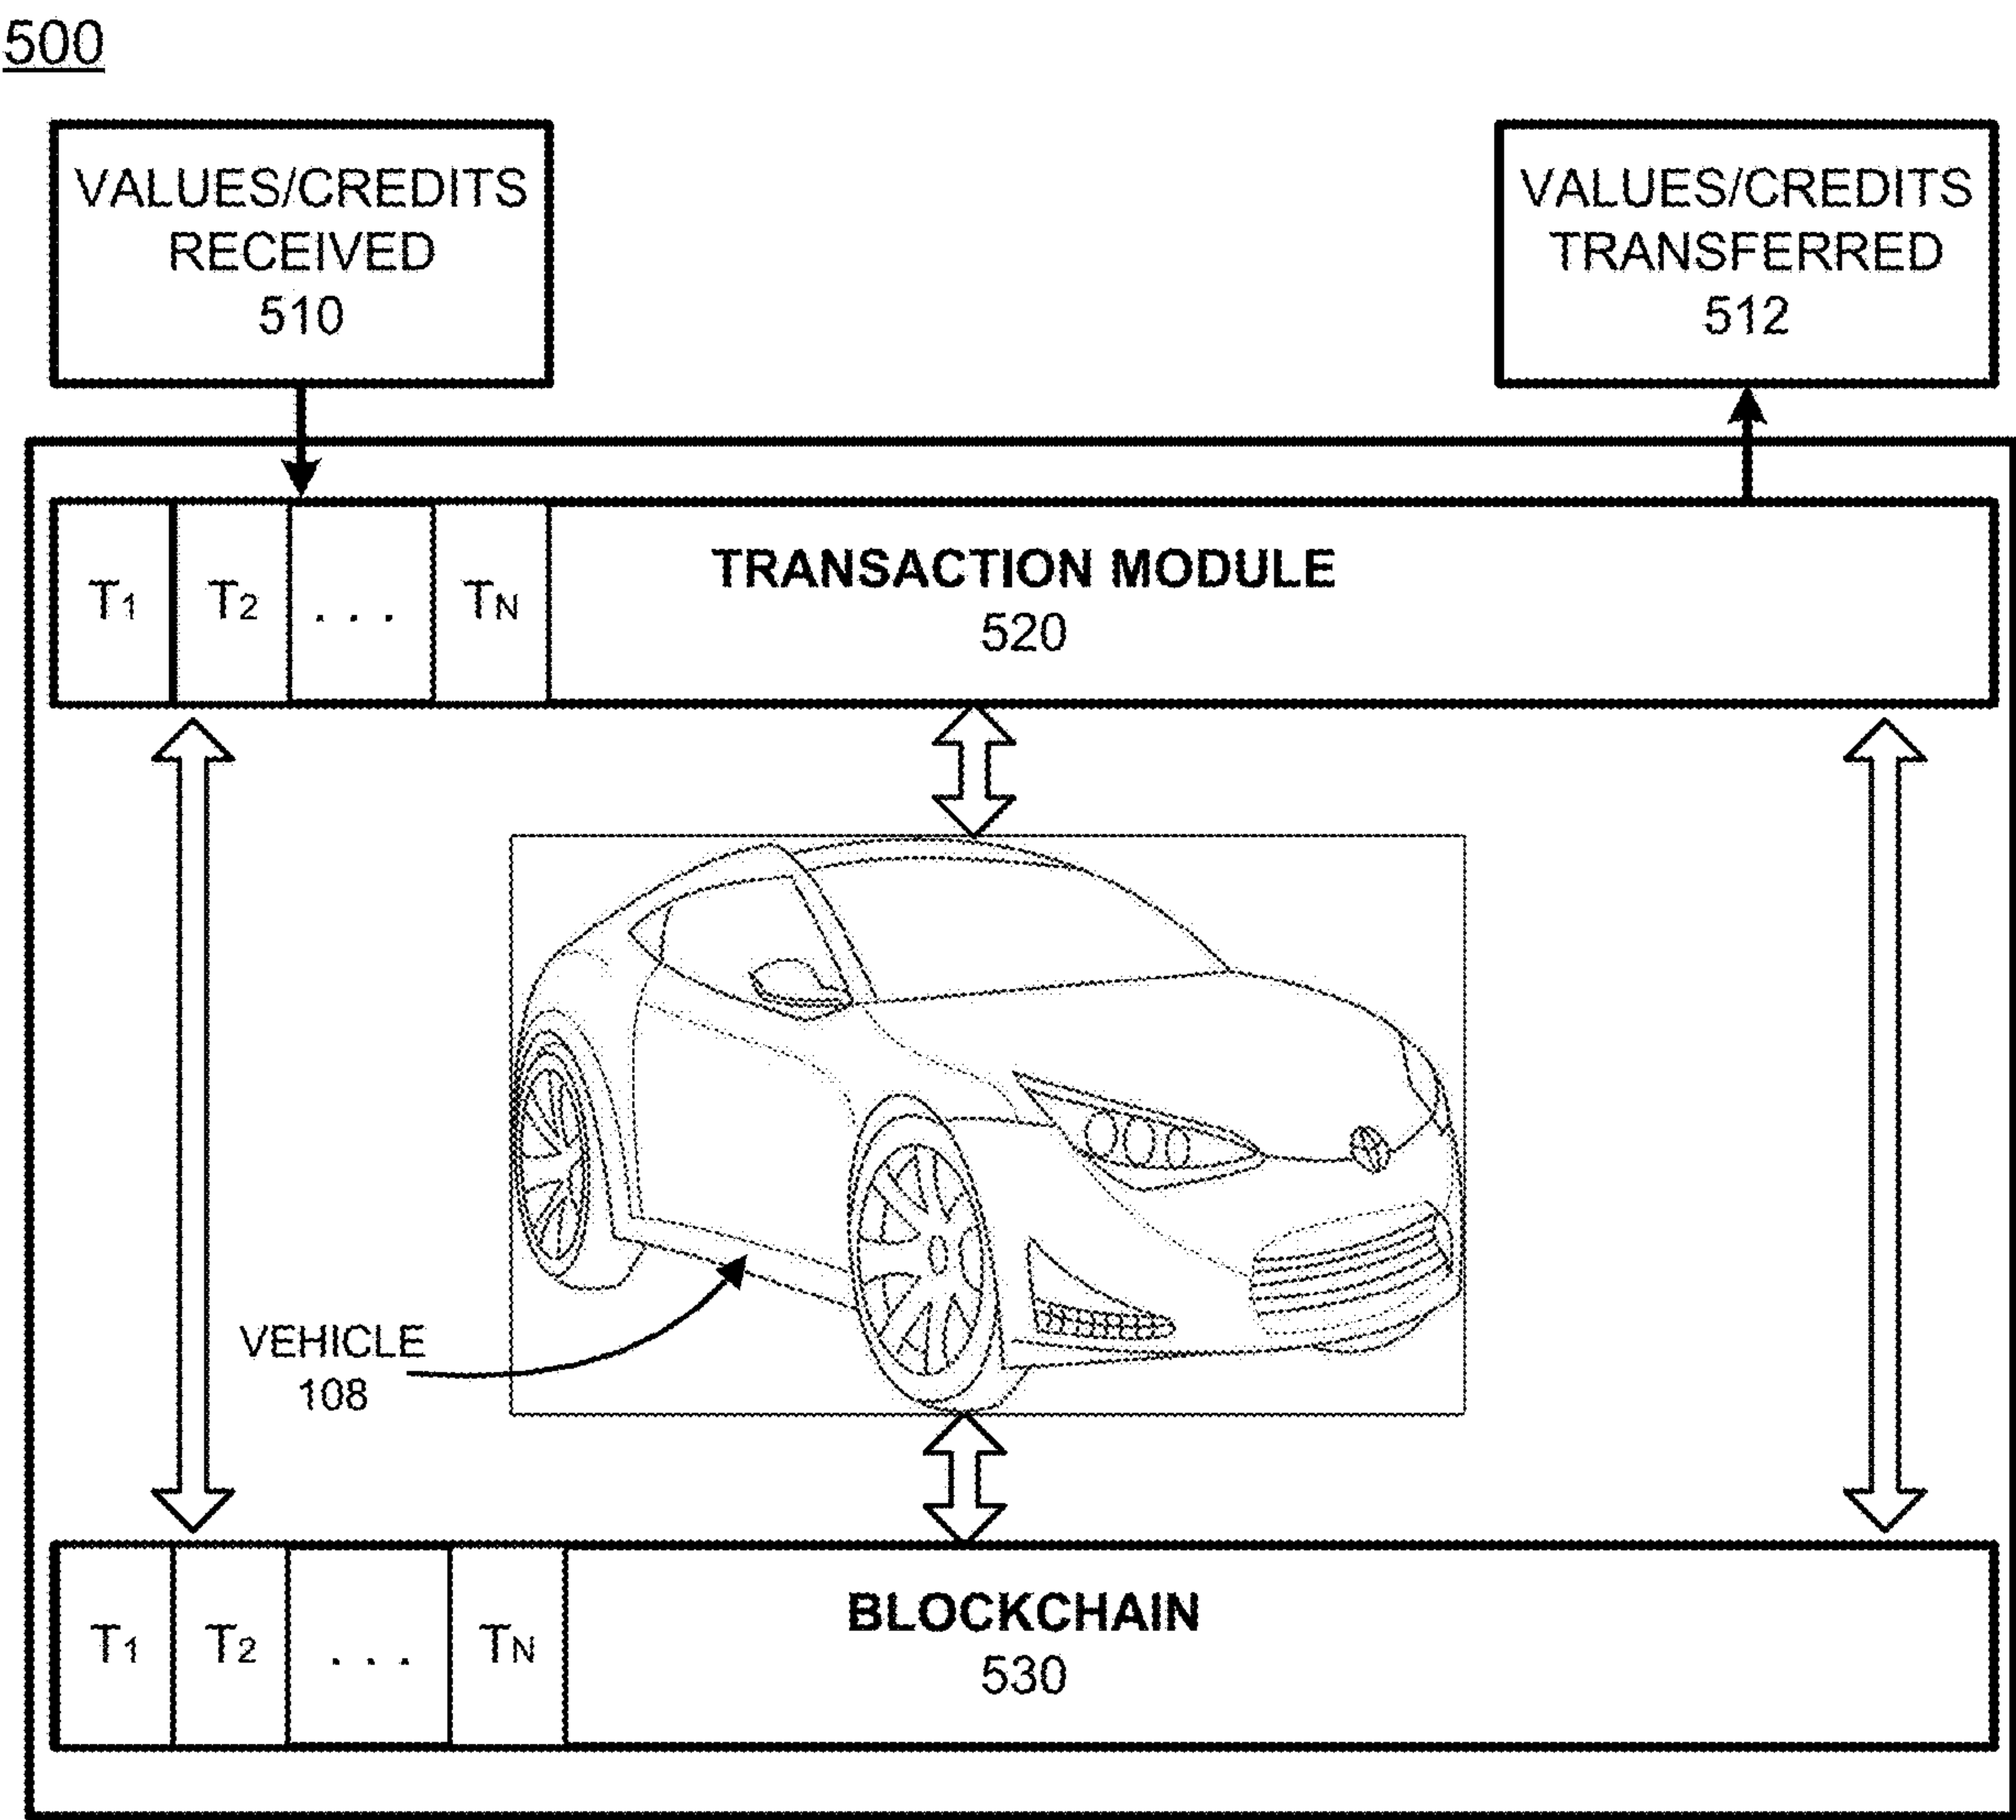 500
VALUES/CREDITS
RECEIVED
510
VALUES/CREDITS
TRANSFERRED
512
T1 T2 . . . TN
TRANSACTION MODULE
520
VEHICLE
108
T1 T2 . . . TN
BLOCKCHAIN
530